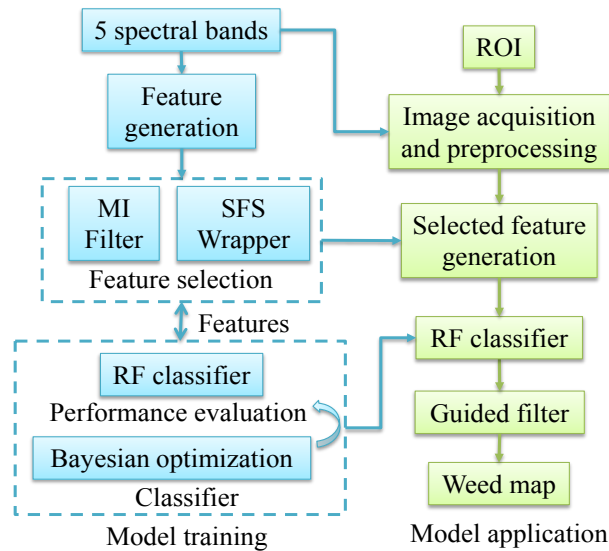 5 spectral bands
Feature
generation
MI
Filter
SFS
Wrapper
Feature selection
Features
RF classifier
Performance evaluation
Bayesian optimization
Classifier
Model training
ROI
Image acquisition
and preprocessing
Selected feature
generation
RF classifier
Guided filter
Weed map
Model application